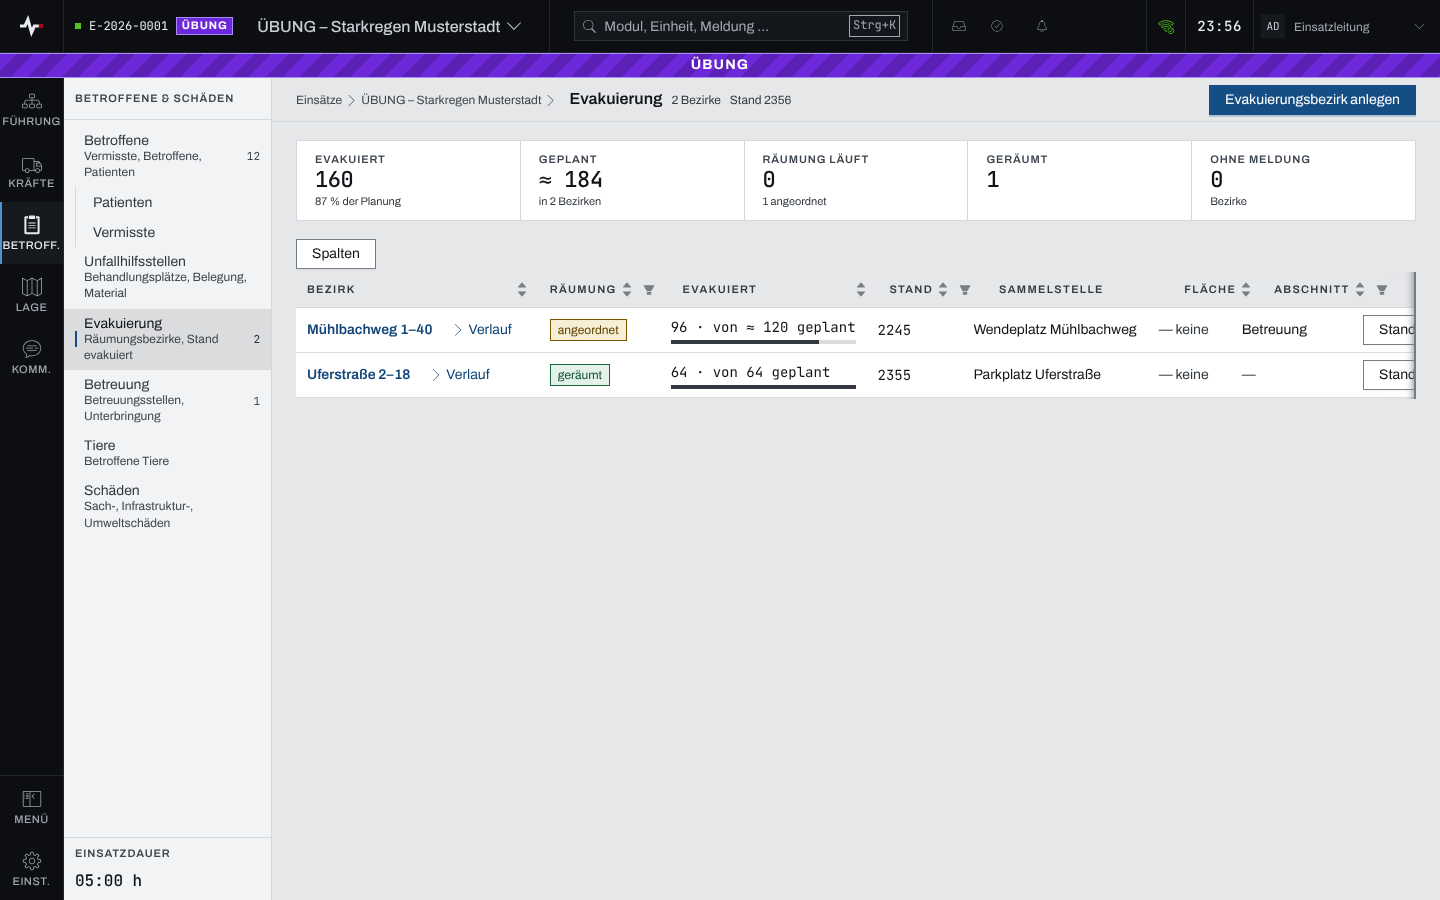 E-2026-0001 ÜBUNG ÜBUNG – Starkregen Musterstadt
Modul, Einheit, Meldung ... Strg+K
23:56
AD Einsatzleitung
ÜBUNG
FÜHRUNG
KRÄFTE
BETROFF.
LAGE
KOMM.
MENÜ
EINST.
BETROFFENE & SCHÄDEN
Betroffene
Vermisste, Betroffene, 12
Patienten
Patienten
Vermisste
Unfallhilfsstellen
Behandlungsplätze, Belegung,
Material
Evakuierung
Räumungsbezirke, Stand 2
evakuiert
Betreuung
Betreuungsstellen, 1
Unterbringung
Tiere
Betroffene Tiere
Schäden
Sach-, Infrastruktur-,
Umweltschäden
EINSATZDAUER
05:00 h
Einsätze ÜBUNG – Starkregen Musterstadt Evakuierung 2 Bezirke Stand 2356
Evakuierungsbezirk anlegen
EVAKUIERT
160
87 % der Planung
GEPLANT
≈ 184
in 2 Bezirken
RÄUMUNG LÄUFT
0
1 angeordnet
GERÄUMT
1
OHNE MELDUNG
0
Bezirke
Spalten
BEZIRK RÄUMUNG EVAKUIERT STAND SAMMELSTELLE FLÄCHE ABSCHNITT
Mühlbachweg 1–40 Verlauf angeordnet 96 · von ≈ 120 geplant 2245 Wendeplatz Mühlbachweg — keine Betreuung Stand
Uferstraße 2–18 Verlauf geräumt 64 · von 64 geplant 2355 Parkplatz Uferstraße — keine — Stand